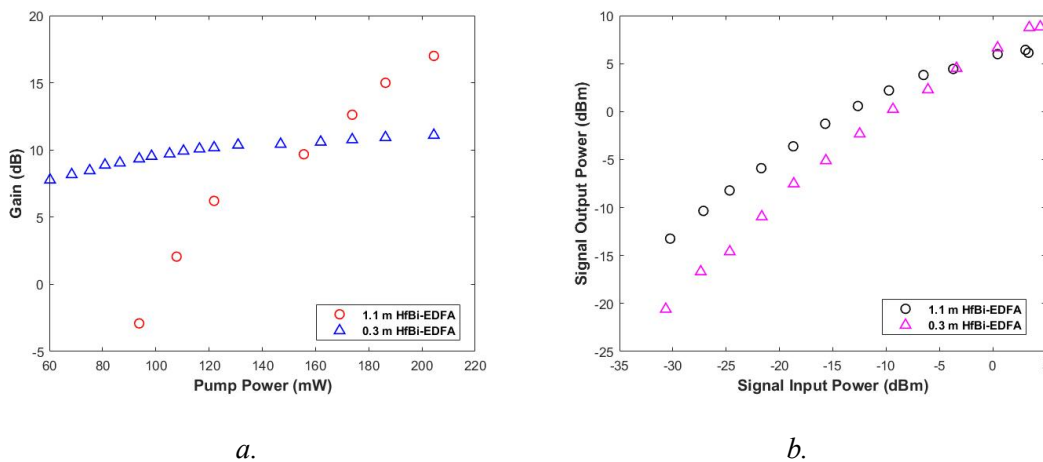 20
15
10
5
0
-5
Gain (dB)
60 80 100 120 140 160 180 200 220
Pump Power (mW)
1.1 m HfBi-EDFA
0.3 m HfBi-EDFA
a.
10
5
0
-5
-10
-15
-20
-25
Signal Output Power (dBm)
-35 -30 -25 -20 -15 -10 -5 0
Signal Input Power (dBm)
1.1 m HfBi-EDFA
0.3 m HfBi-EDFA
b.